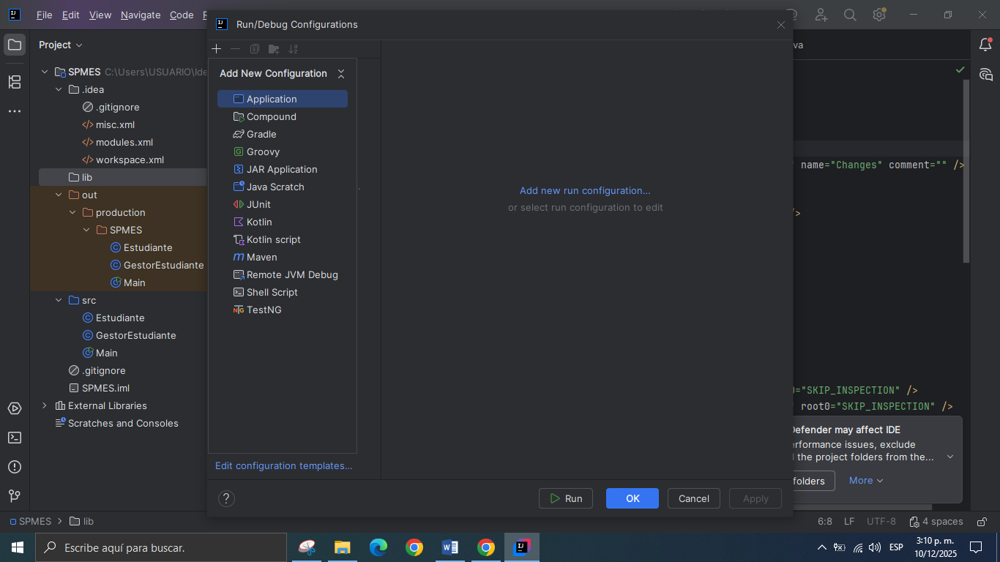 File Edit View Navigate Code
Run/Debug Configurations
Project
SPMES C:\Users\USUARIO\Ide
.idea
.gitignore
misc.xml
modules.xml
workspace.xml
lib
out
production
SPMES
Estudiante
GestorEstudiante
Main
src
Estudiante
GestorEstudiante
Main
.gitignore
SPMES.iml
External Libraries
Scratches and Consoles
Add New Configuration
Application
Compound
Gradle
Groovy
JAR Application
Java Scratch
JUnit
Kotlin
Kotlin script
Maven
Remote JVM Debug
Shell Script
TestNG
Edit configuration templates...
Add new run configuration...
or select run configuration to edit
? Run OK Cancel Apply
va
name="Changes" comment="" />
/>
="SKIP_INSPECTION" />
root0="SKIP_INSPECTION" />
Defender may affect IDE
erformance issues, exclude
the project folders from the...
folders More
SPMES > lib
6:8 LF UTF-8 4 spaces
Escribe aquí para buscar.
ESP
3:10 p. m.
10/12/2025